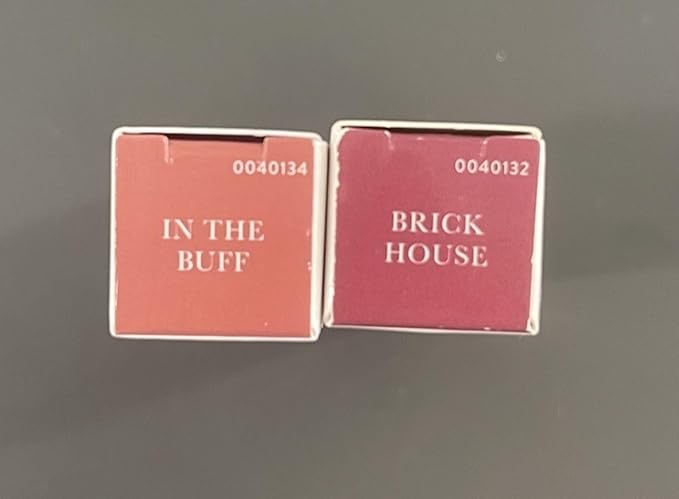 0040134
IN THE
BUFF
0040132
BRICK
HOUSE